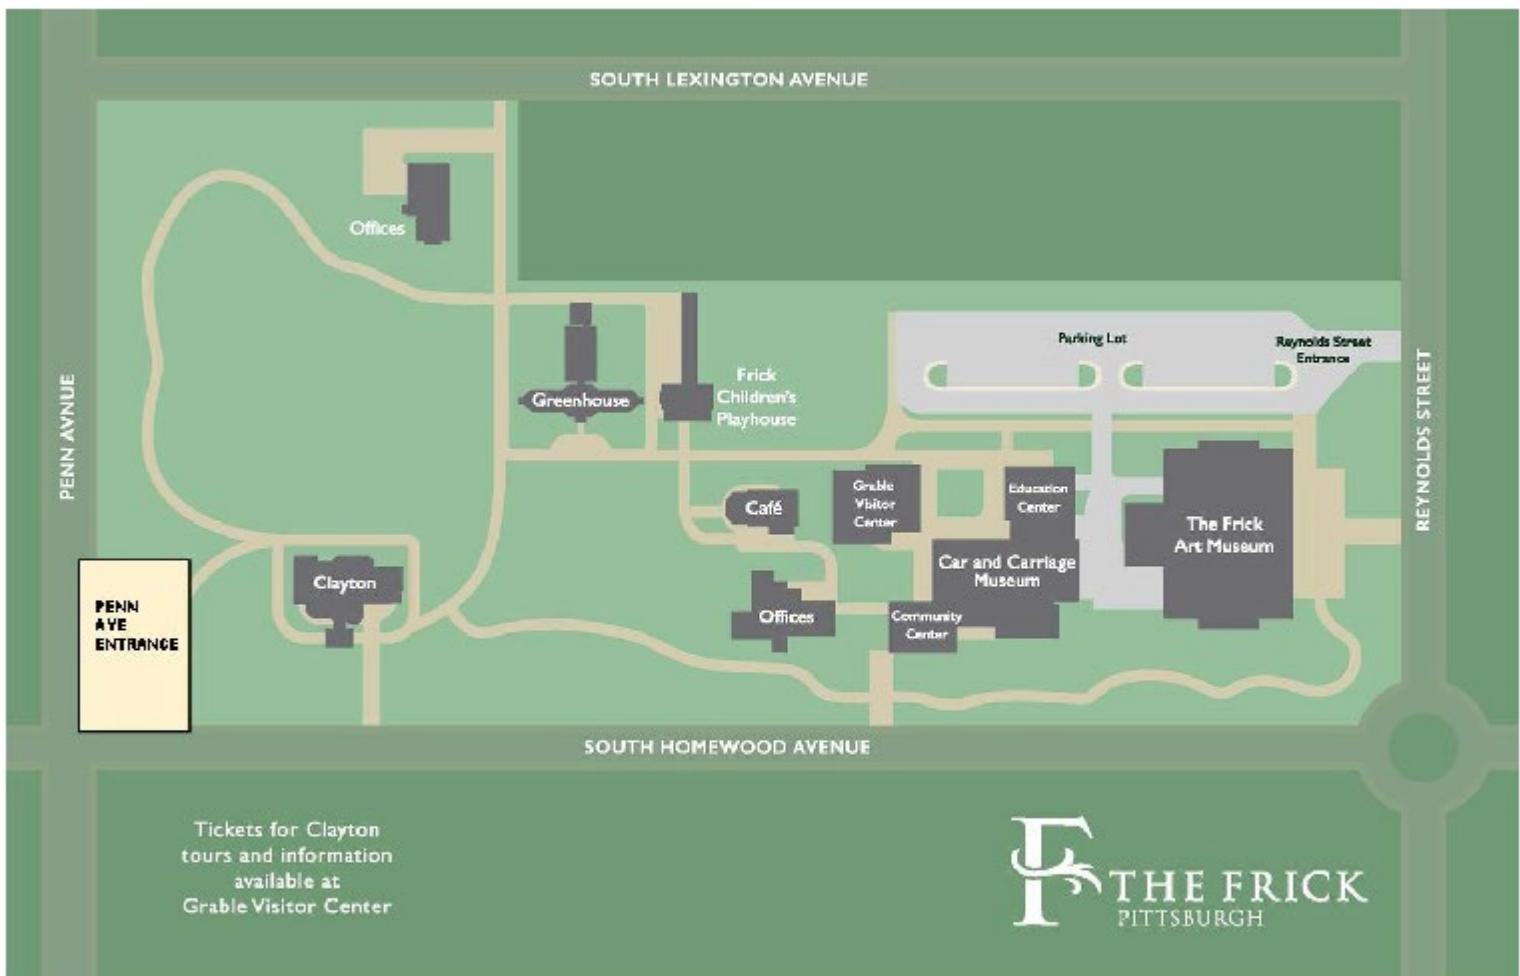 SOUTH LEXINGTON AVENUE
Offices
Parking Lot
Reynolds Street
Entrance
Frick
Children's
Playhouse
Greenhouse
PENN AVNUE
REYNOLDS STREET
Grable
Visitor
Center
Education
Center
Café
The Frick
Art Museum
Car and Carriage
Museum
Clayton
PENN
AVE
ENTRANCE
Offices
Community
Center
SOUTH HOMEWOOD AVENUE
Tickets for Clayton
tours and information
available at
Grable Visitor Center
F THE FRICK
PITTSBURGH